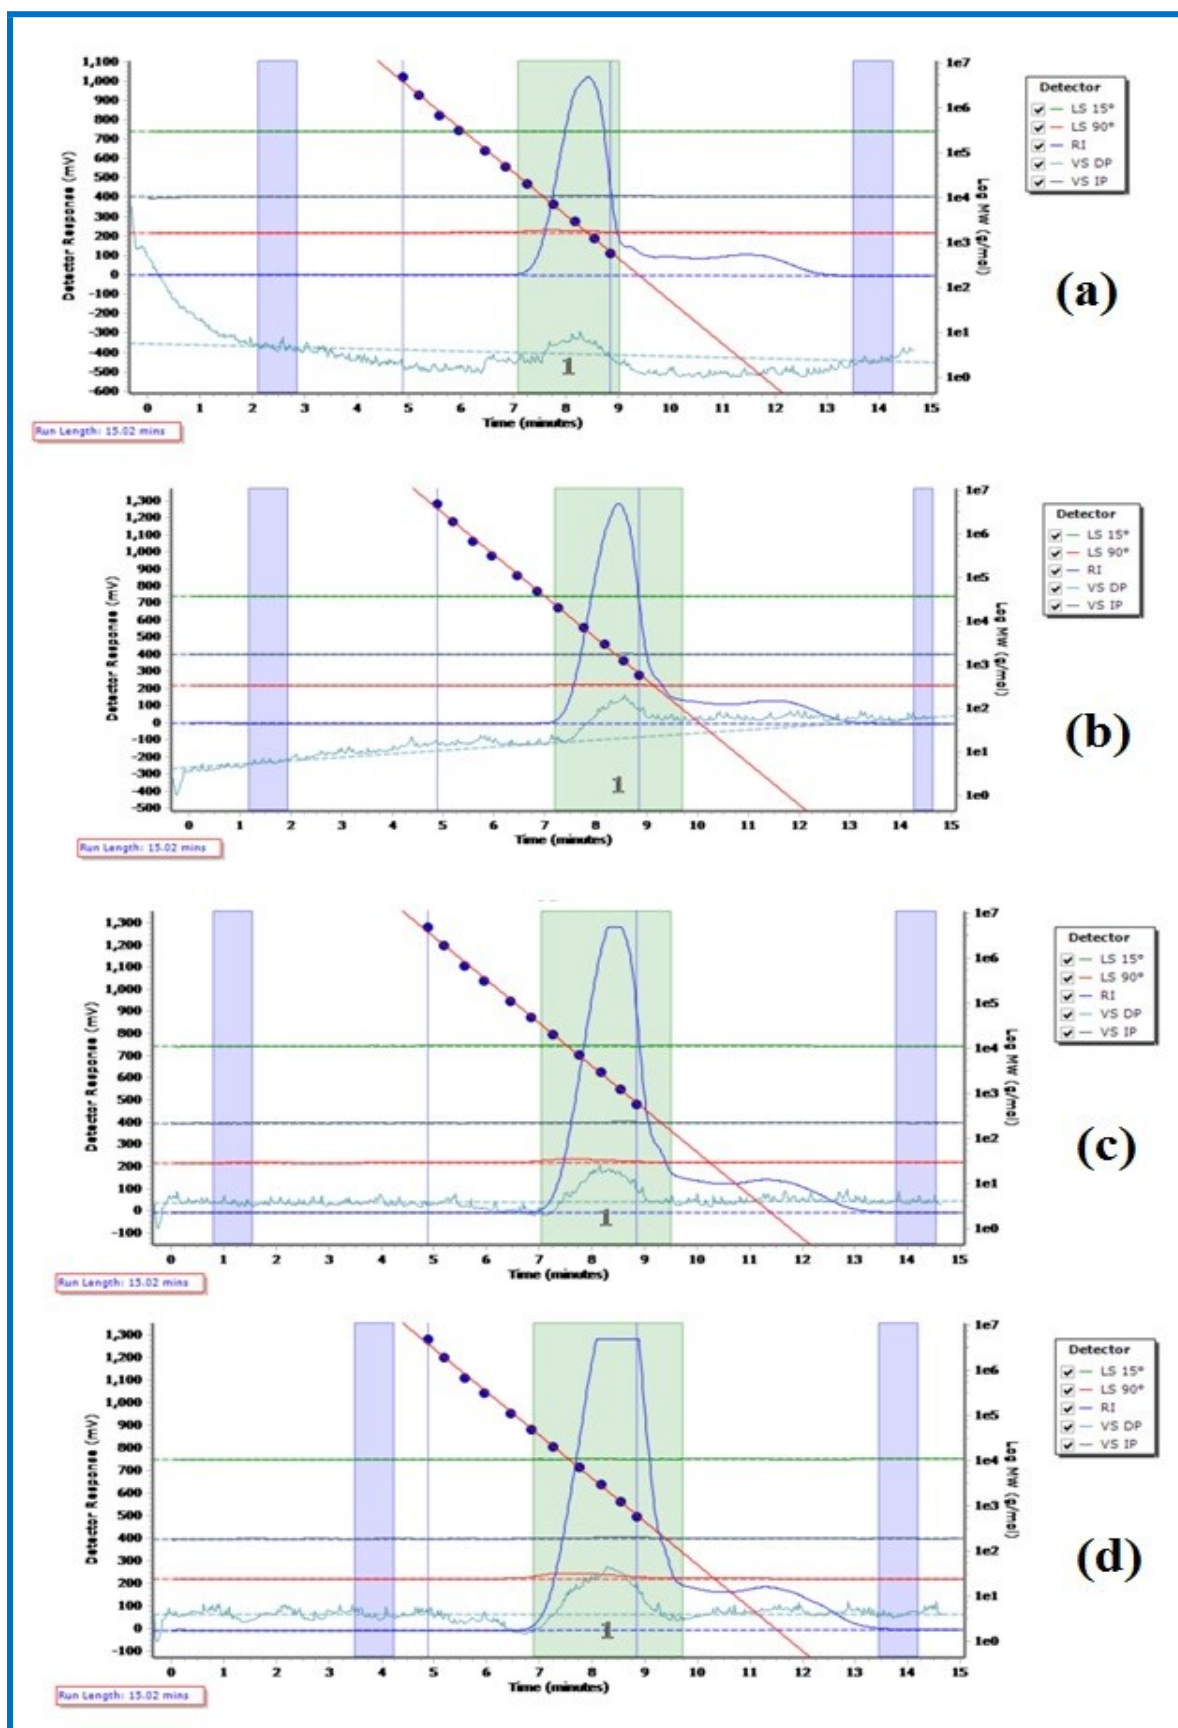 1,100
1,000
900
800
700
600
500
400
300
200
100
0
-100
-200
-300
-400
-500
-600
Detector Response (mV)
1e7
1e6
1e5
1e4
1e3
1e2
1e1
1e0
Log MW (g/mol)
Detector
LS 15°
LS 90°
RI
VS DP
VS IP
(a)
1
0 1 2 3 4 5 6 7 8 9 10 11 12 13 14 15
Time (minutes)
Run Length: 15.02 mins
1,300
1,200
1,100
1,000
900
800
700
600
500
400
300
200
100
0
-100
-200
-300
-400
-500
Detector Response (mV)
1e7
1e6
1e5
1e4
1e3
1e2
1e1
1e0
Log MW (g/mol)
Detector
LS 15°
LS 90°
RI
VS DP
VS IP
(b)
1
0 1 2 3 4 5 6 7 8 9 10 11 12 13 14 15
Time (minutes)
Run Length: 15.02 mins
1,300
1,200
1,100
1,000
900
800
700
600
500
400
300
200
100
0
-100
Detector Response (mV)
1e7
1e6
1e5
1e4
1e3
1e2
1e1
1e0
Log MW (g/mol)
Detector
LS 15°
LS 90°
RI
VS DP
VS IP
(c)
1
0 1 2 3 4 5 6 7 8 9 10 11 12 13 14 15
Time (minutes)
Run Length: 15.02 mins
1,300
1,200
1,100
1,000
900
800
700
600
500
400
300
200
100
0
-100
Detector Response (mV)
1e7
1e6
1e5
1e4
1e3
1e2
1e1
1e0
Log MW (g/mol)
Detector
LS 15°
LS 90°
RI
VS DP
VS IP
(d)
1
0 1 2 3 4 5 6 7 8 9 10 11 12 13 14 15
Time (minutes)
Run Length: 15.02 mins